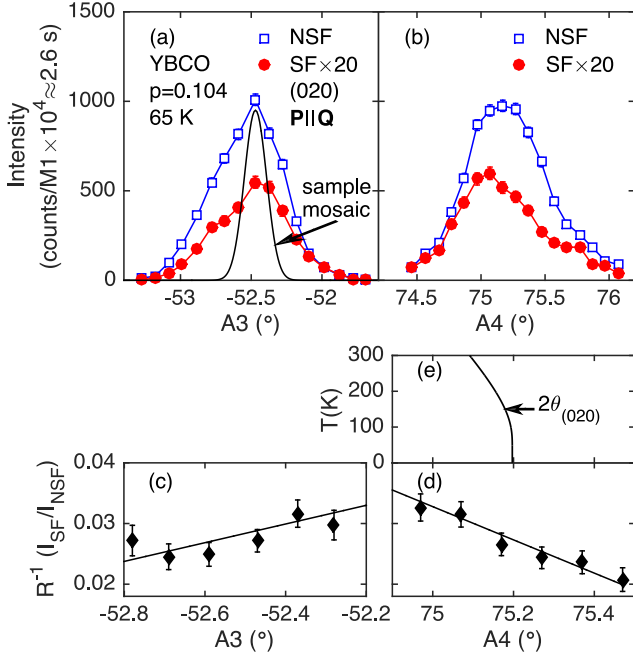 1500
(a)
NSF
YBCO
SF×20
p=0.104
(020)
65 K
P||Q
1000
500
0
sample
mosaic
Intensity
(counts/M1 × 10⁴≈2.6 s)
-53
-52.5
-52
A3 (°)
(b)
NSF
SF×20
74.5
75
75.5
76
A4 (°)
(e)
300
200
100
0
T(K)
2θ(020)
0.04
0.03
0.02
R⁻¹ (I_SF/I_NSF)
(c)
-52.8
-52.6
-52.4
-52.2
A3 (°)
(d)
75
75.2
75.4
A4 (°)